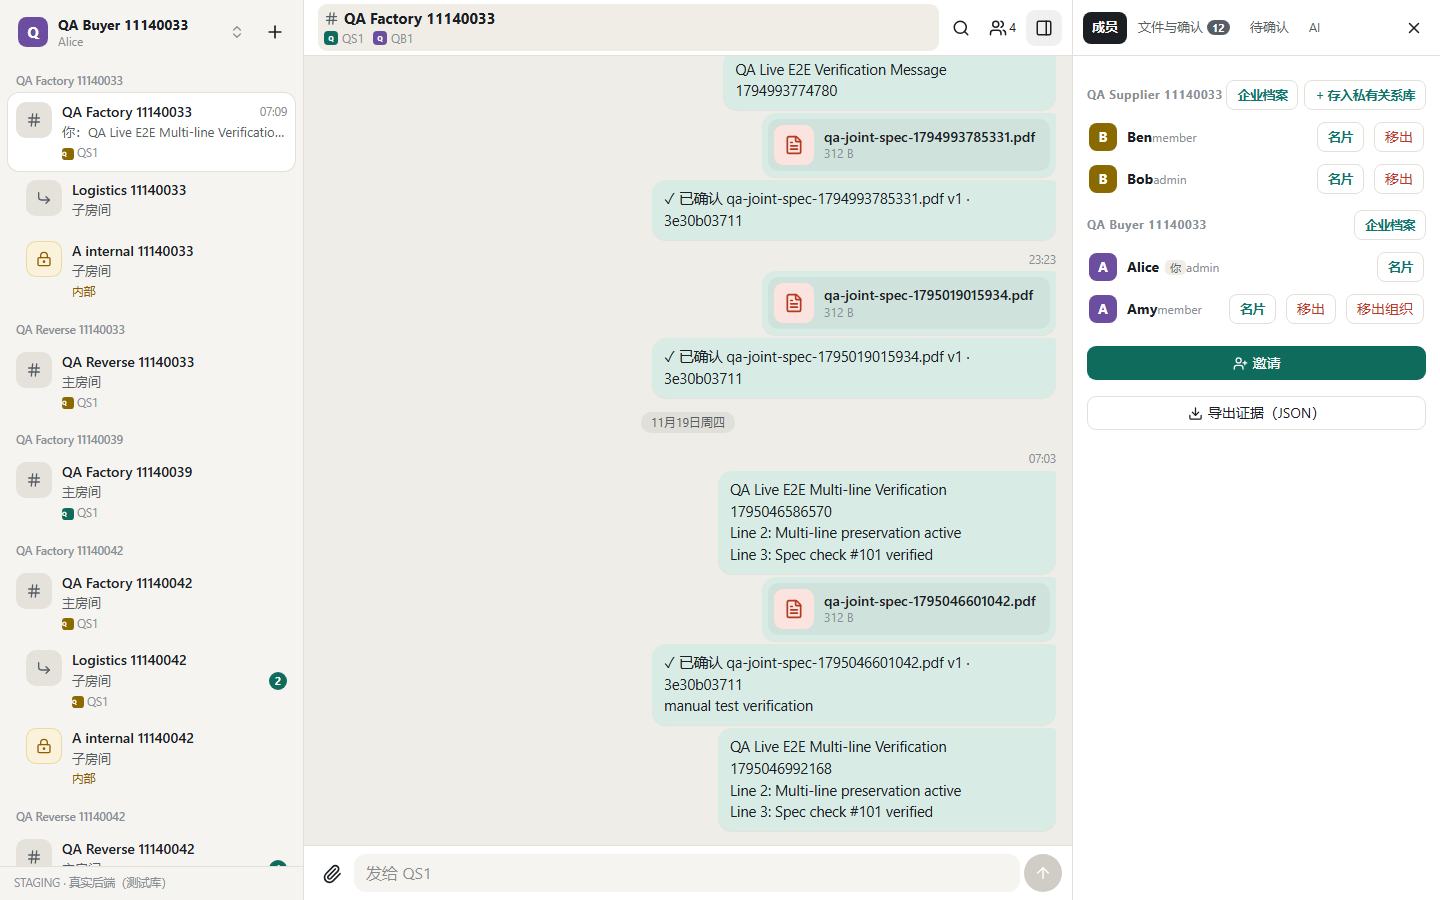 Q
QA Buyer 11140033
Alice
QA Factory 11140033
QA Factory 11140033
07:09
你：QA Live E2E Multi-line Verificatio...
QS1
Logistics 11140033
子房间
A internal 11140033
子房间
内部
QA Reverse 11140033
QA Reverse 11140033
主房间
QS1
QA Factory 11140039
QA Factory 11140039
主房间
QS1
QA Factory 11140042
QA Factory 11140042
主房间
QS1
Logistics 11140042
子房间
2
QS1
A internal 11140042
子房间
内部
QA Reverse 11140042
QA Reverse 11140042
主房间
STAGING · 真实后端（测试库）
# QA Factory 11140033
Q QS1 Q QB1
4
QA Live E2E Verification Message
1794993774780
qa-joint-spec-1794993785331.pdf
312 B
✓ 已确认 qa-joint-spec-1794993785331.pdf v1 ·
3e30b03711
23:23
qa-joint-spec-1795019015934.pdf
312 B
✓ 已确认 qa-joint-spec-1795019015934.pdf v1 ·
3e30b03711
11月19日周四
07:03
QA Live E2E Multi-line Verification
1795046586570
Line 2: Multi-line preservation active
Line 3: Spec check #101 verified
qa-joint-spec-1795046601042.pdf
312 B
✓ 已确认 qa-joint-spec-1795046601042.pdf v1 ·
3e30b03711
manual test verification
QA Live E2E Multi-line Verification
1795046992168
Line 2: Multi-line preservation active
Line 3: Spec check #101 verified
发给 QS1
成员 文件与确认 12 待确认 AI
QA Supplier 11140033 企业档案 + 存入私有关系库
B Benmember 名片 移出
B Bobadmin 名片 移出
QA Buyer 11140033 企业档案
A Alice 你 admin 名片
A Amymember 名片 移出 移出组织
邀请
导出证据（JSON）